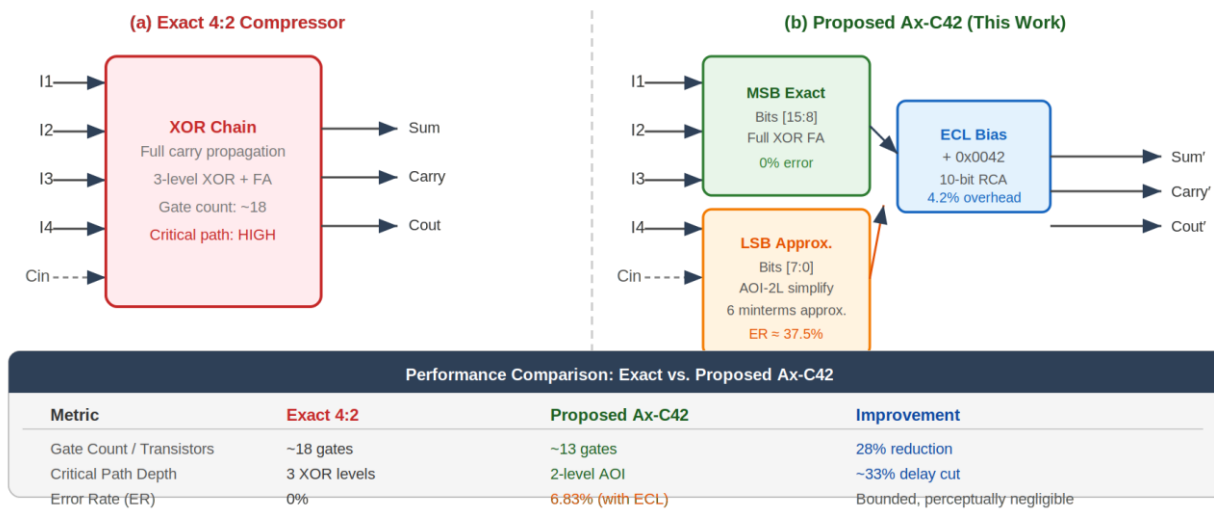 (a) Exact 4:2 Compressor
I1
I2
I3
I4
Cin
XOR Chain
Full carry propagation
3-level XOR + FA
Gate count: ~18
Critical path: HIGH
Sum
Carry
Cout
(b) Proposed Ax-C42 (This Work)
I1
I2
I3
I4
Cin
MSB Exact
Bits [15:8]
Full XOR FA
0% error
LSB Approx.
Bits [7:0]
AOI-2L simplify
6 minterms approx.
ER ≈ 37.5%
ECL Bias
+ 0x0042
10-bit RCA
4.2% overhead
Sum′
Carry′
Cout′
Performance Comparison: Exact vs. Proposed Ax-C42
Metric Exact 4:2 Proposed Ax-C42 Improvement
Gate Count / Transistors ~18 gates ~13 gates 28% reduction
Critical Path Depth 3 XOR levels 2-level AOI ~33% delay cut
Error Rate (ER) 0% 6.83% (with ECL) Bounded, perceptually negligible